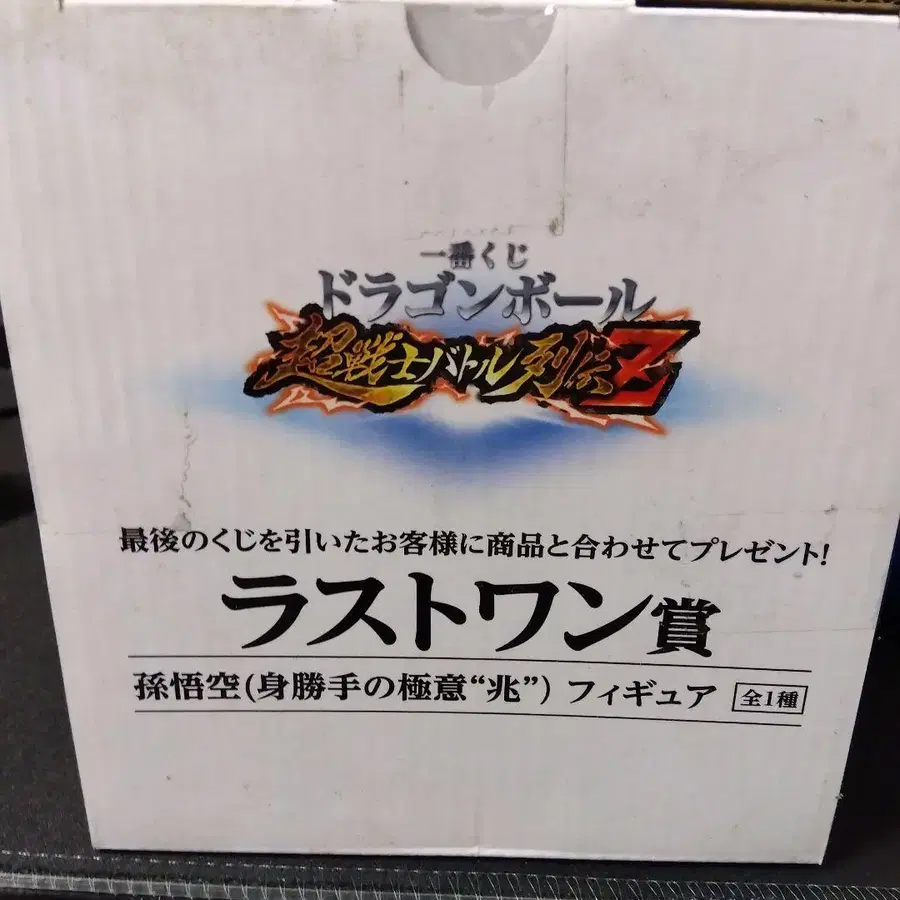 一番くじ
ドラゴンボール
超戦士バトル列伝Z
最後のくじを引いたお客様に商品と合わせてプレゼント!
ラストワン賞
孫悟空(身勝手の極意“兆”) フィギュア 全1種